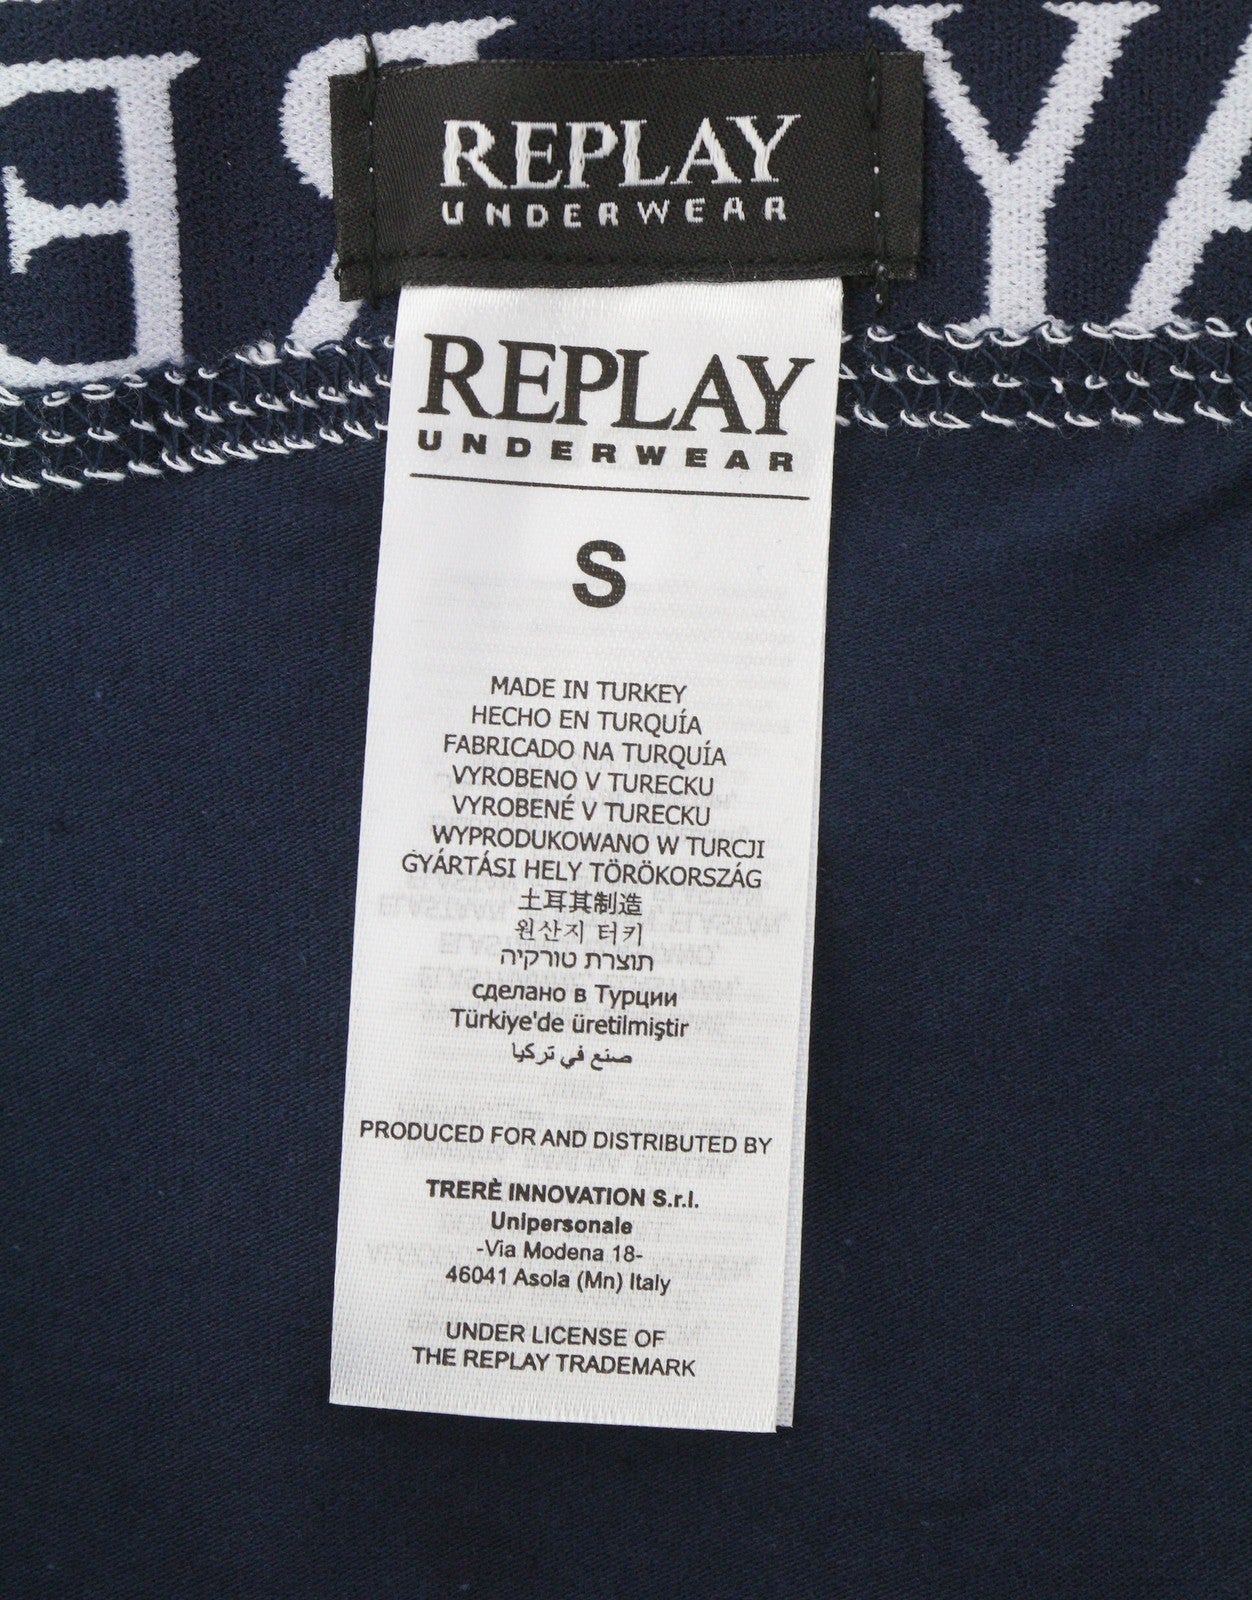 REPLAY
UNDERWEAR
REPLAY
UNDERWEAR
S
MADE IN TURKEY
HECHO EN TURQUÍA
FABRICADO NA TURQUÍA
VYROBENO V TURECKU
VYROBENÉ V TURECKU
WYPRODUKOWANO W TURCJI
GYÁRTÁSI HELY TÖRÖKORSZÁG
土耳其制造
원산지 터키
תוצרת טורקיה
сделано в Турции
Türkiye'de üretilmiştir
صنع في تركيا
PRODUCED FOR AND DISTRIBUTED BY
TRERÈ INNOVATION S.r.l.
Unipersonale
-Via Modena 18-
46041 Asola (Mn) Italy
UNDER LICENSE OF
THE REPLAY TRADEMARK